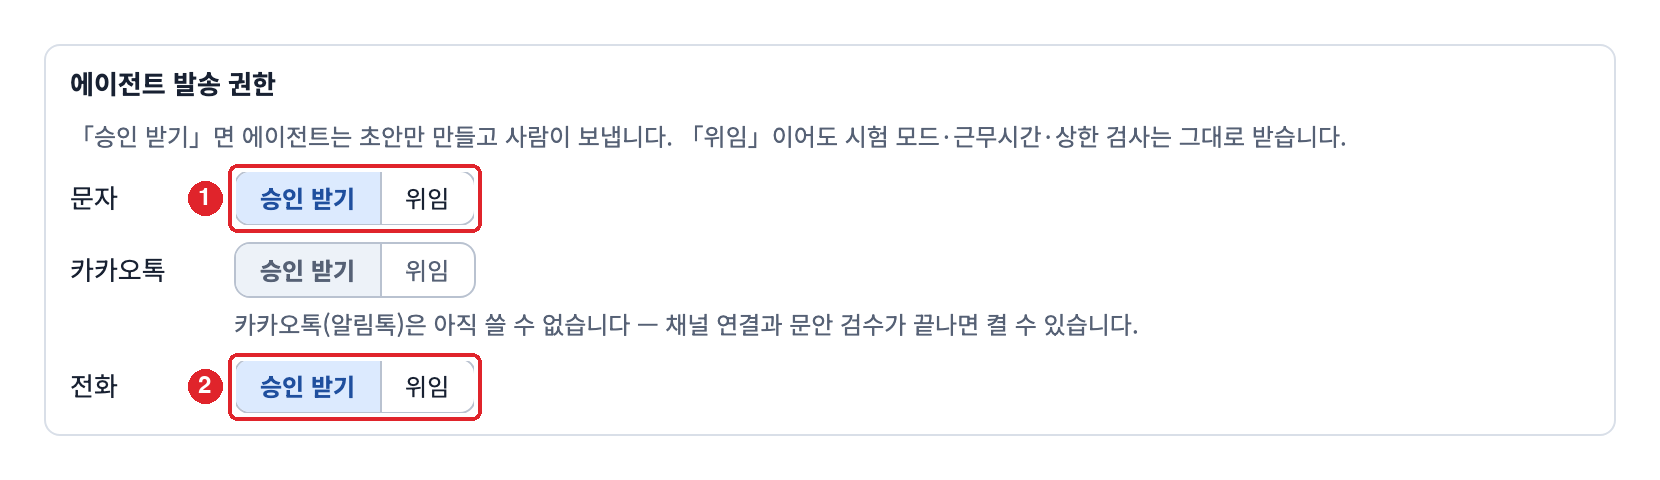 에이전트 발송 권한
「승인 받기」면 에이전트는 초안만 만들고 사람이 보냅니다. 「위임」이어도 시험 모드·근무시간·상한 검사는 그대로 받습니다.
문자 1 승인 받기 위임
카카오톡 승인 받기 위임
카카오톡(알림톡)은 아직 쓸 수 없습니다 — 채널 연결과 문안 검수가 끝나면 켤 수 있습니다.
전화 2 승인 받기 위임